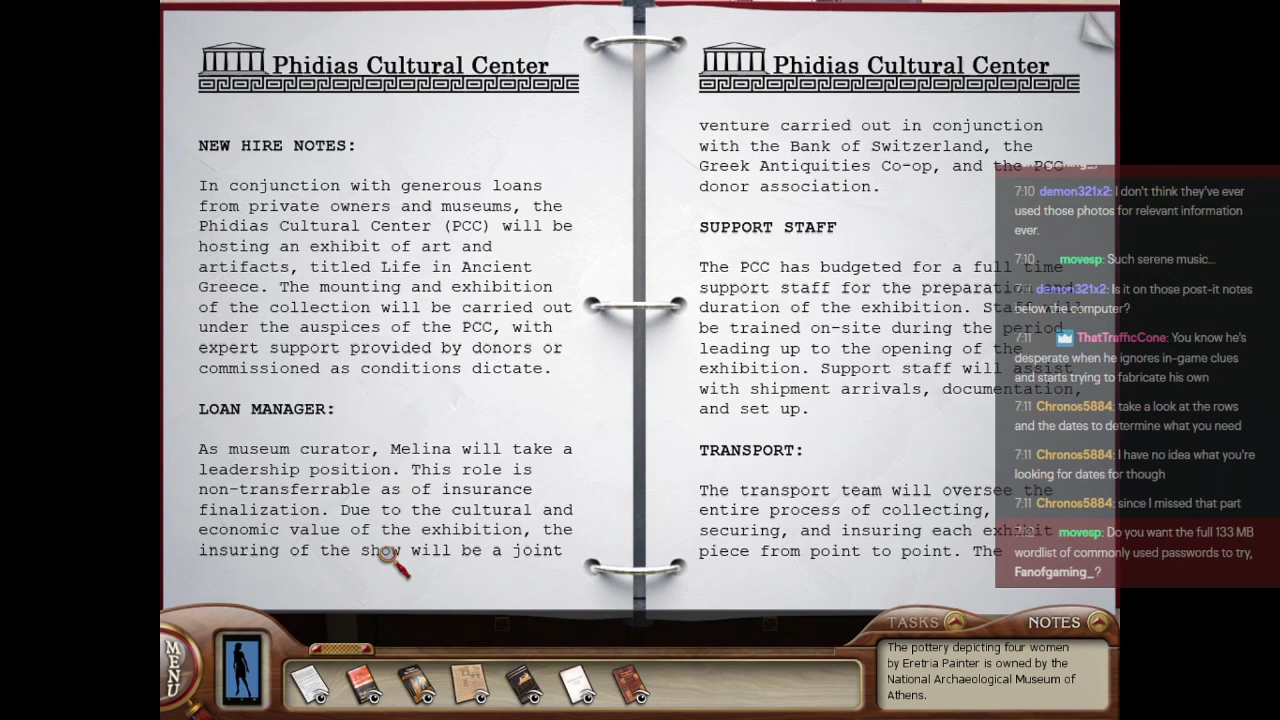 Phidias Cultural Center
NEW HIRE NOTES:
In conjunction with generous loans
from private owners and museums, the
Phidias Cultural Center (PCC) will be
hosting an exhibit of art and
artifacts, titled Life in Ancient
Greece. The mounting and exhibition
of the collection will be carried out
under the auspices of the PCC, with
expert support provided by donors or
commissioned as conditions dictate.
LOAN MANAGER:
As museum curator, Melina will take a
leadership position. This role is
non-transferrable as of insurance
finalization. Due to the cultural and
economic value of the exhibition, the
insuring of the show will be a joint
Phidias Cultural Center
venture carried out in conjunction
with the Bank of Switzerland, the
Greek Antiquities Co-op, and the PCC
donor association.
SUPPORT STAFF
The PCC has budgeted for a full time
support staff for the preparation and
duration of the exhibition. Staff will
be trained on-site during the period
leading up to the opening of the
exhibition. Support staff will assist
with shipment arrivals, documentation,
and set up.
TRANSPORT:
The transport team will oversee the
entire process of collecting,
securing, and insuring each exhibit
piece from point to point. The
7:10 demon321x2: I don't think they've ever
used those photos for relevant information
ever.
7:10 movesp: Such serene music...
7:11 demon321x2: Is it on those post-it notes
below the computer?
7:11 ThatTrafficCone: You know he's
desperate when he ignores in-game clues
and starts trying to fabricate his own
7:11 Chronos5884: take a look at the rows
and the dates to determine what you need
7:11 Chronos5884: I have no idea what you're
looking for dates for though
7:11 Chronos5884: since I missed that part
7:12 movesp: Do you want the full 133 MB
wordlist of commonly used passwords to try,
Fanofgaming_?
MENU
TASKS
NOTES
The pottery depicting four women
by Eretria Painter is owned by the
National Archaeological Museum of
Athens.